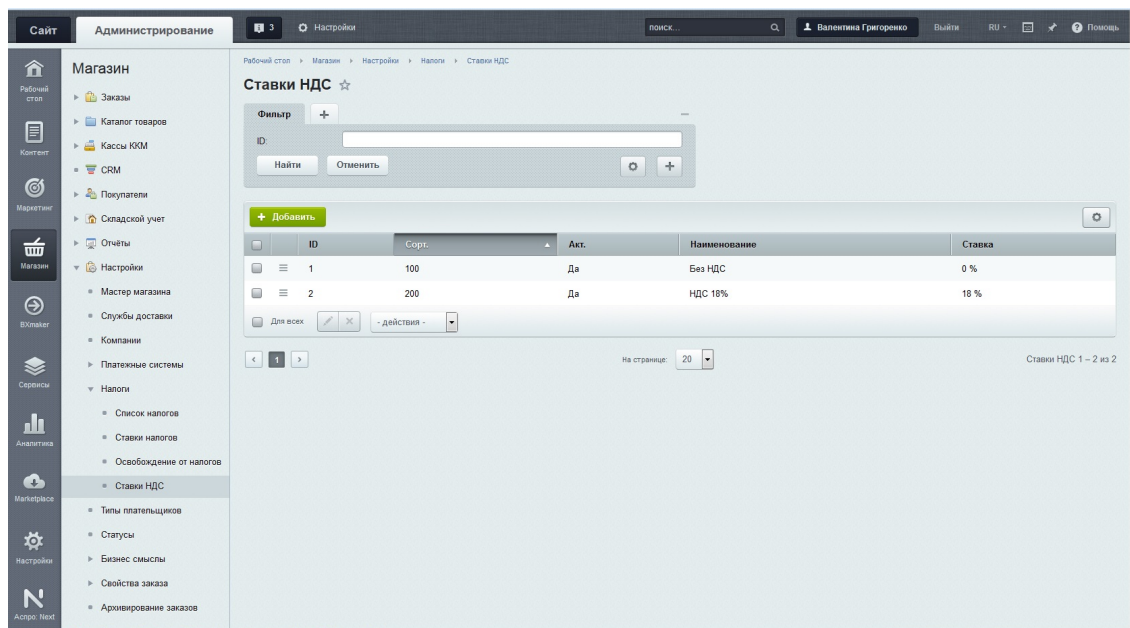 Сайт
Администрирование
3
Настройки
поиск...
Валентина Григоренко
Выйти
RU
Помощь
Рабочий стол
Контент
Маркетинг
Магазин
BXmaker
Сервисы
Аналитика
Marketplace
Настройки
Аспро: Next
Магазин
Заказы
Каталог товаров
Кассы ККМ
CRM
Покупатели
Складской учет
Отчёты
Настройки
Мастер магазина
Службы доставки
Компании
Платежные системы
Налоги
Список налогов
Ставки налогов
Освобождение от налогов
Ставки НДС
Типы плательщиков
Статусы
Бизнес смыслы
Свойства заказа
Архивирование заказов
Рабочий стол Магазин Настройки Налоги Ставки НДС
Ставки НДС
Фильтр
ID:
Найти Отменить
+ Добавить
ID Сорт. Акт. Наименование Ставка
1 100 Да Без НДС 0 %
2 200 Да НДС 18% 18 %
Для всех - действия -
1 На странице: 20 Ставки НДС 1 – 2 из 2